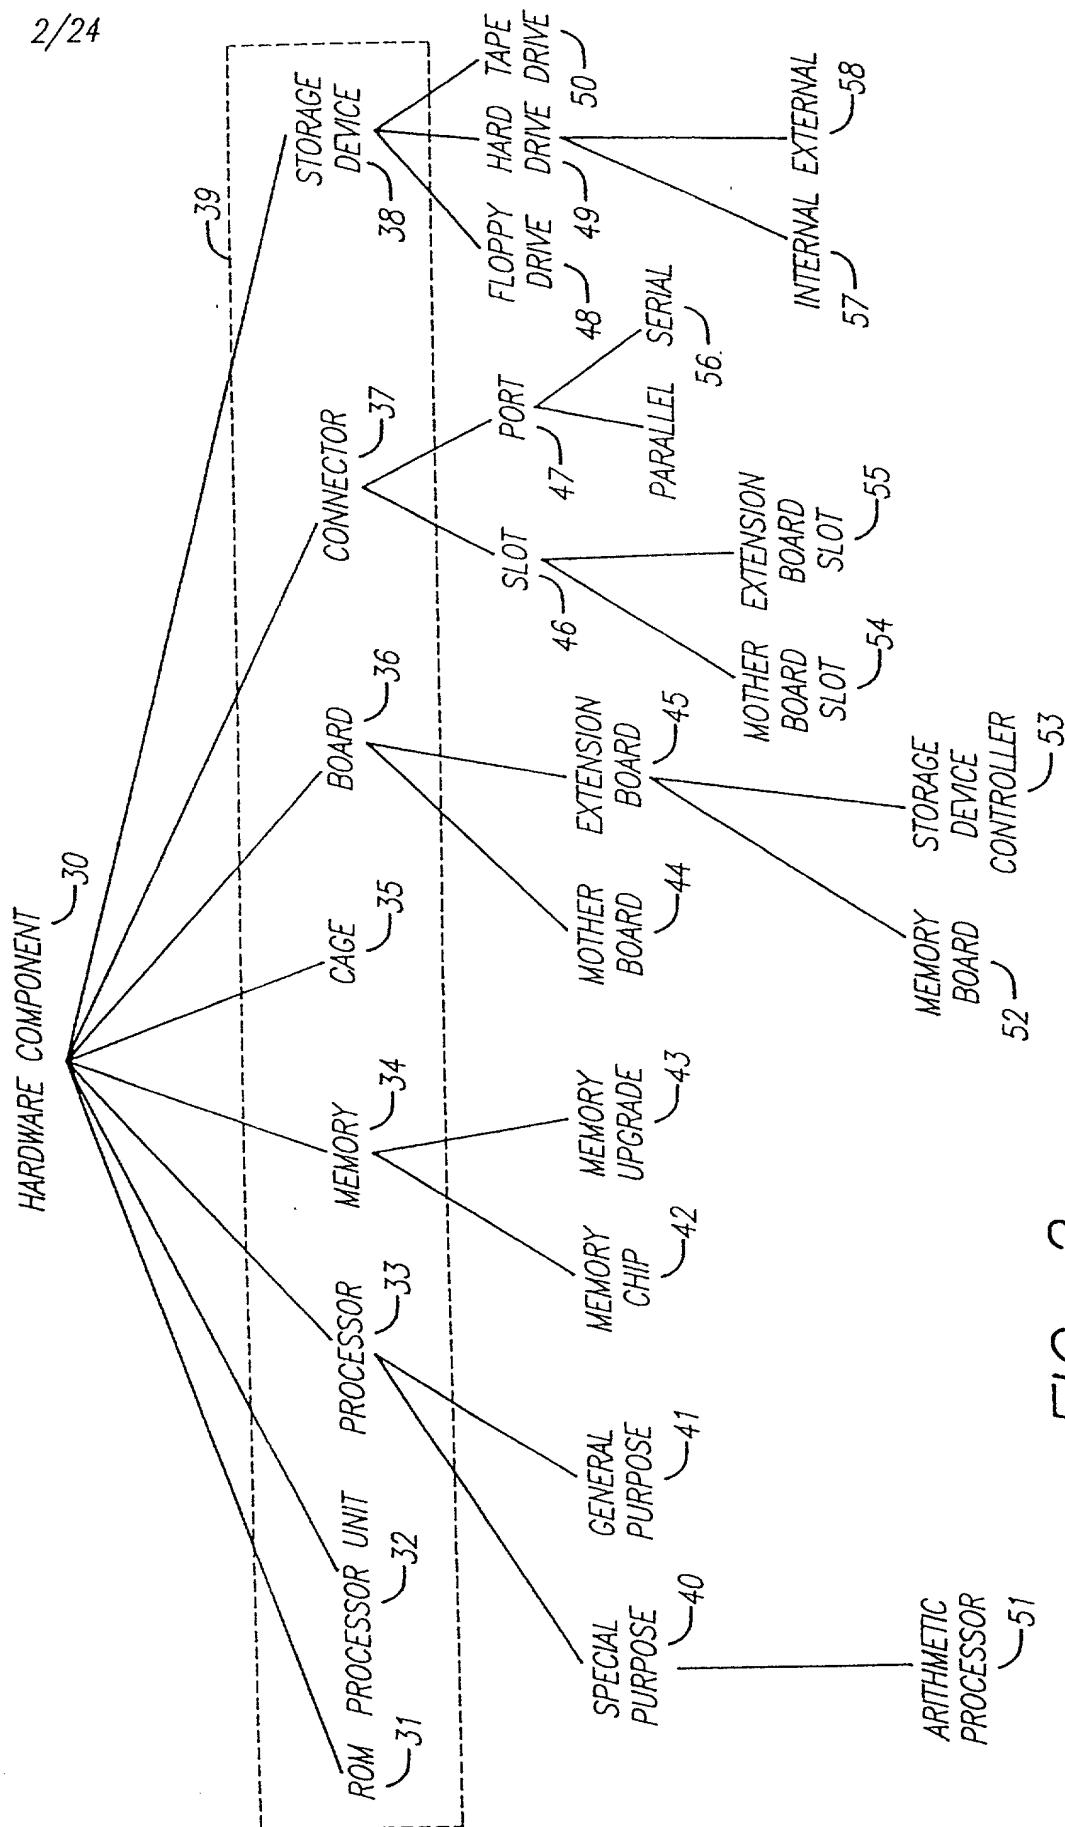 2/24
HARDWARE COMPONENT
30
39
ROM
31
PROCESSOR UNIT
32
PROCESSOR
33
MEMORY
34
CAGE
35
BOARD
36
CONNECTOR
37
STORAGE
DEVICE
38
SPECIAL
PURPOSE
40
GENERAL
PURPOSE
41
MEMORY
CHIP
42
MEMORY
UPGRADE
43
MOTHER
BOARD
44
EXTENSION
BOARD
45
SLOT
46
PORT
47
FLOPPY
DRIVE
48
HARD
DRIVE
49
TAPE
DRIVE
50
ARITHMETIC
PROCESSOR
51
MEMORY
BOARD
52
STORAGE
DEVICE
CONTROLLER
53
MOTHER
BOARD
SLOT
54
EXTENSION
BOARD
SLOT
55
PARALLEL
SERIAL
56.
INTERNAL
57
EXTERNAL
58